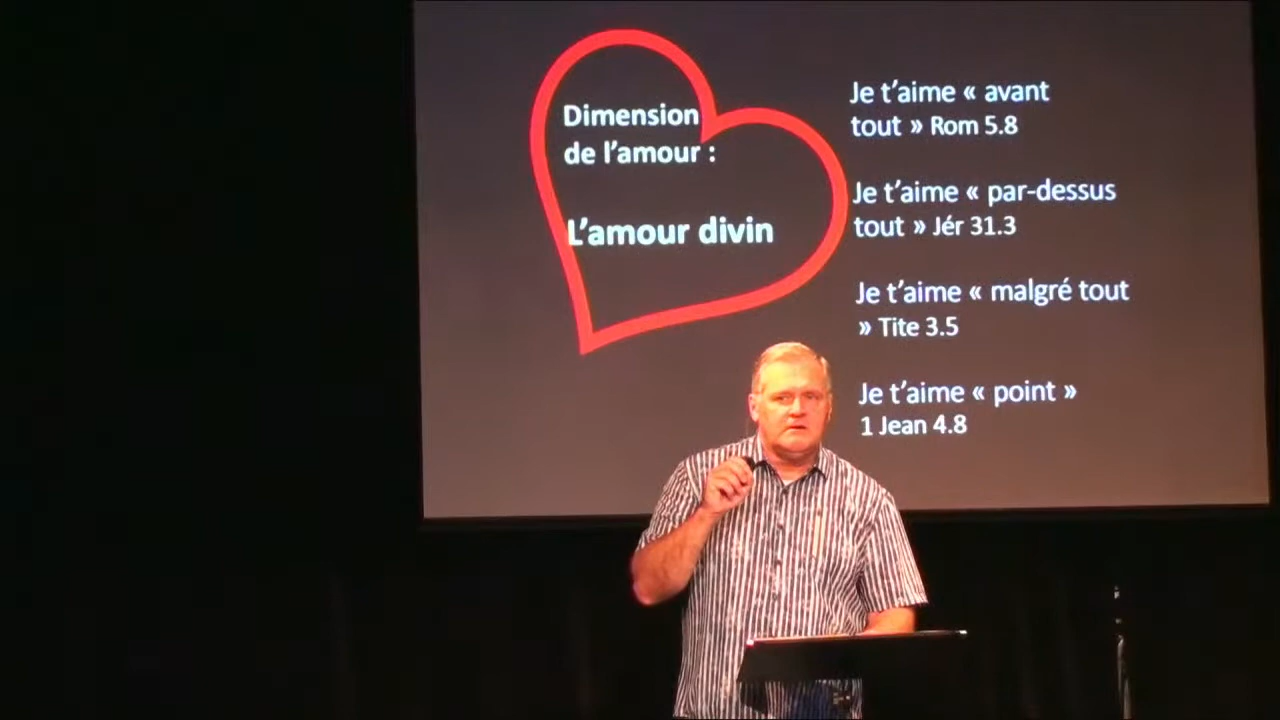 Dimension
de l’amour :
L’amour divin
Je t’aime « avant
tout » Rom 5.8
Je t’aime « par-dessus
tout » Jér 31.3
Je t’aime « malgré tout
» Tite 3.5
Je t’aime « point »
1 Jean 4.8